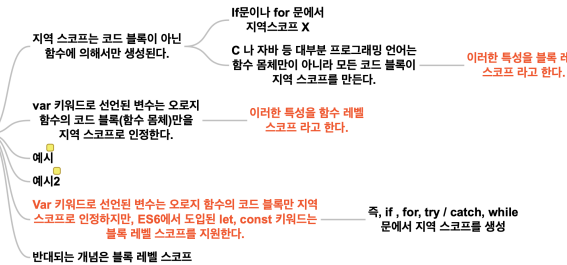 지역 스코프는 코드 블록이 아닌
함수에 의해서만 생성된다.
If문이나 for 문에서
지역스코프 X
C 나 자바 등 대부분 프로그래밍 언어는
함수 몸체만이 아니라 모든 코드 블록이
지역 스코프를 만든다.
이러한 특성을 블록 레
스코프 라고 한다.
var 키워드로 선언된 변수는 오로지
함수의 코드 블록(함수 몸체)만을
지역 스코프로 인정한다.
이러한 특성을 함수 레벨
스코프 라고 한다.
예시
예시2
Var 키워드로 선언된 변수는 오로지 함수의 코드 블록만 지역
스코프로 인정하지만, ES6에서 도입된 let, const 키워드는
블록 레벨 스코프를 지원한다.
즉, if , for, try / catch, while
문에서 지역 스코프를 생성
반대되는 개념은 블록 레벨 스코프